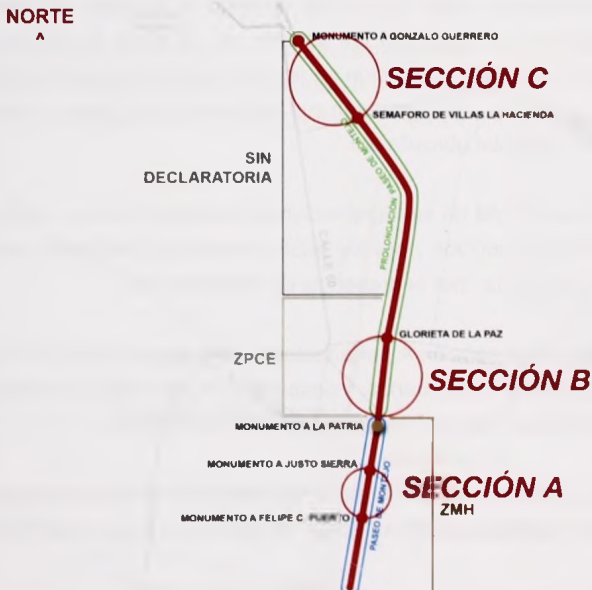 NORTE
^
MONUMENTO A GONZALO GUERRERO
SECCIÓN C
SEMAFORO DE VILLAS LA HACIENDA
SIN
DECLARATORIA
PROLONGACIÓN PASEO DE MONTEJO
GLORIETA DE LA PAZ
ZPCE
SECCIÓN B
MONUMENTO A LA PATRIA
MONUMENTO A JUSTO SIERRA
SECCIÓN A
ZMH
MONUMENTO A FELIPE C. PUERTO
PASEO DE MONTEJO